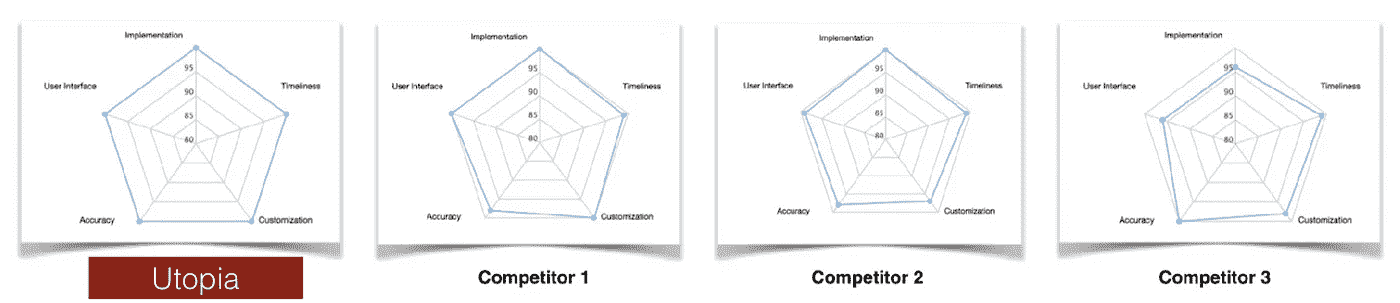 Implementation
95
User Interface
Timeliness
90
85
80
Accuracy
Customization
Utopia
Implementation
95
User Interface
Timeliness
90
85
80
Accuracy
Customization
Competitor 1
Implementation
95
User Interface
Timeliness
90
85
80
Accuracy
Customization
Competitor 2
Implementation
95
User Interface
Timeliness
90
85
80
Accuracy
Customization
Competitor 3